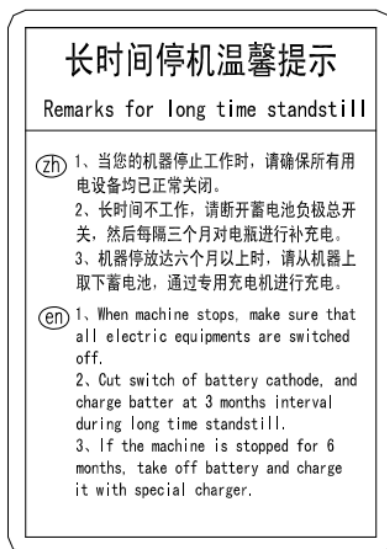 长时间停机温馨提示
Remarks for long time standstill
zh 1、当您的机器停止工作时，请确保所有用
电设备均已正常关闭。
2、长时间不工作，请断开蓄电池负极总开
关，然后每隔三个月对电瓶进行补充电。
3、机器停放达六个月以上时，请从机器上
取下蓄电池，通过专用充电机进行充电。
en 1、When machine stops, make sure that
all electric equipments are switched
off.
2、Cut switch of battery cathode, and
charge batter at 3 months interval
during long time standstill.
3、If the machine is stopped for 6
months, take off battery and charge
it with special charger.